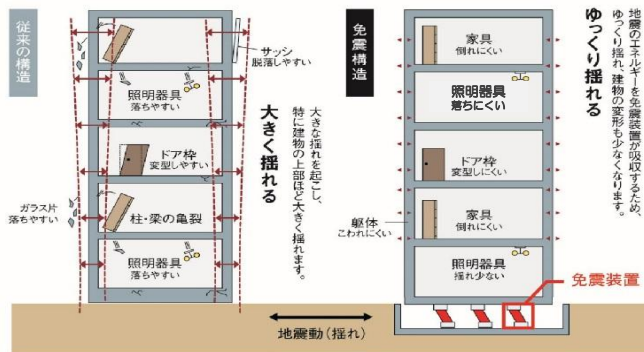 従来の構造
サッシ
脱落しやすい
照明器具
落ちやすい
ドア枠
変型しやすい
ガラス片
落ちやすい
柱・梁の亀裂
照明器具
落ちやすい
大きく揺れる
大きな揺れを起こし、
特に建物の上部ほど大きく揺れます。
免震構造
家具
倒れにくい
照明器具
落ちにくい
ドア枠
変型しにくい
躯体
こわれにくい
家具
倒れにくい
照明器具
揺れ少ない
ゆっくり揺れる
地震のエネルギーを免震装置が吸収するため、
ゆっくり揺れ、建物の変形も少なくなります。
免震装置
地震動(揺れ)